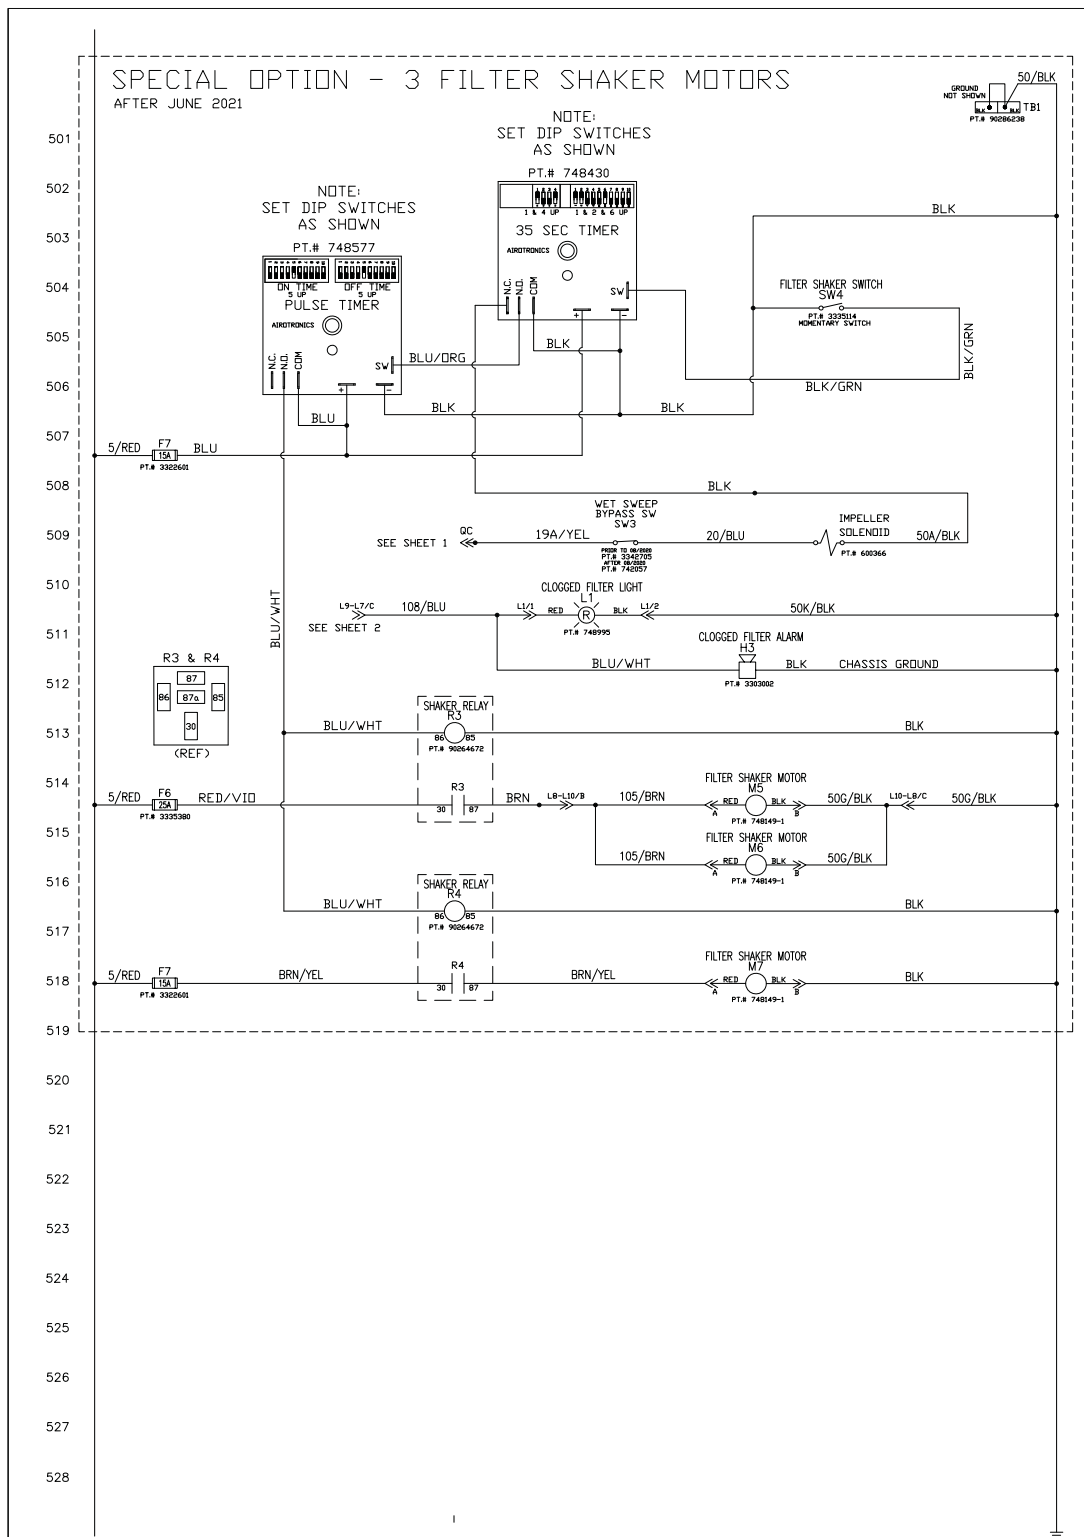 SPECIAL OPTION - 3 FILTER SHAKER MOTORS
AFTER JUNE 2021
50/BLK
GROUND
NOT SHOWN
BLK BLK TB1
PT.# 90286238
501
NOTE:
SET DIP SWITCHES
AS SHOWN
PT.# 748430
502
1 & 4 UP 1 & 2 & 6 UP
35 SEC TIMER
AIROTRONICS
N.C.
N.O.
COM
SW
+ -
NOTE:
SET DIP SWITCHES
AS SHOWN
PT.# 748577
503
ON TIME OFF TIME
5 UP 5 UP
PULSE TIMER
AIROTRONICS
N.C.
N.O.
COM
SW
+ -
BLK
504
FILTER SHAKER SWITCH
SW4
PT.# 3335114
MOMENTARY SWITCH
505
BLK
BLU/ORG
BLK/GRN
506
BLK/GRN
BLK
BLK
BLU
507
5/RED F7 BLU
15A
PT.# 3322601
508
BLK
WET SWEEP
BYPASS SW
SW3
509
SEE SHEET 1 QC 19A/YEL 20/BLU
PRIOR TO 08/2020
PT.# 3342705
AFTER 08/2020
PT.# 742057
IMPELLER
SOLENOID
50A/BLK
PT.# 600366
510
BLU/WHT
CLOGGED FILTER LIGHT
L1
L9-L7/C 108/BLU L1/1 RED R BLK L1/2 50K/BLK
SEE SHEET 2
PT.# 748995
511
CLOGGED FILTER ALARM
H3
BLU/WHT BLK CHASSIS GROUND
PT.# 3303002
512
R3 & R4
87
86 87a 85
30
(REF)
513
SHAKER RELAY
R3
BLU/WHT 86 85 BLK
PT.# 90264672
514
5/RED F6 RED/VIO
25A
PT.# 3335380
R3
30 87
BRN L8-L10/B
FILTER SHAKER MOTOR
M5
105/BRN A RED BLK B 50G/BLK L10-L8/C 50G/BLK
PT.# 748149-1
515
FILTER SHAKER MOTOR
M6
105/BRN A RED BLK B 50G/BLK
PT.# 748149-1
516
SHAKER RELAY
R4
BLU/WHT 86 85 BLK
PT.# 90264672
517
518
5/RED F7 BRN/YEL
15A
PT.# 3322601
R4
30 87
BRN/YEL
FILTER SHAKER MOTOR
M7
A RED BLK B BLK
PT.# 748149-1
519
520
521
522
523
524
525
526
527
528